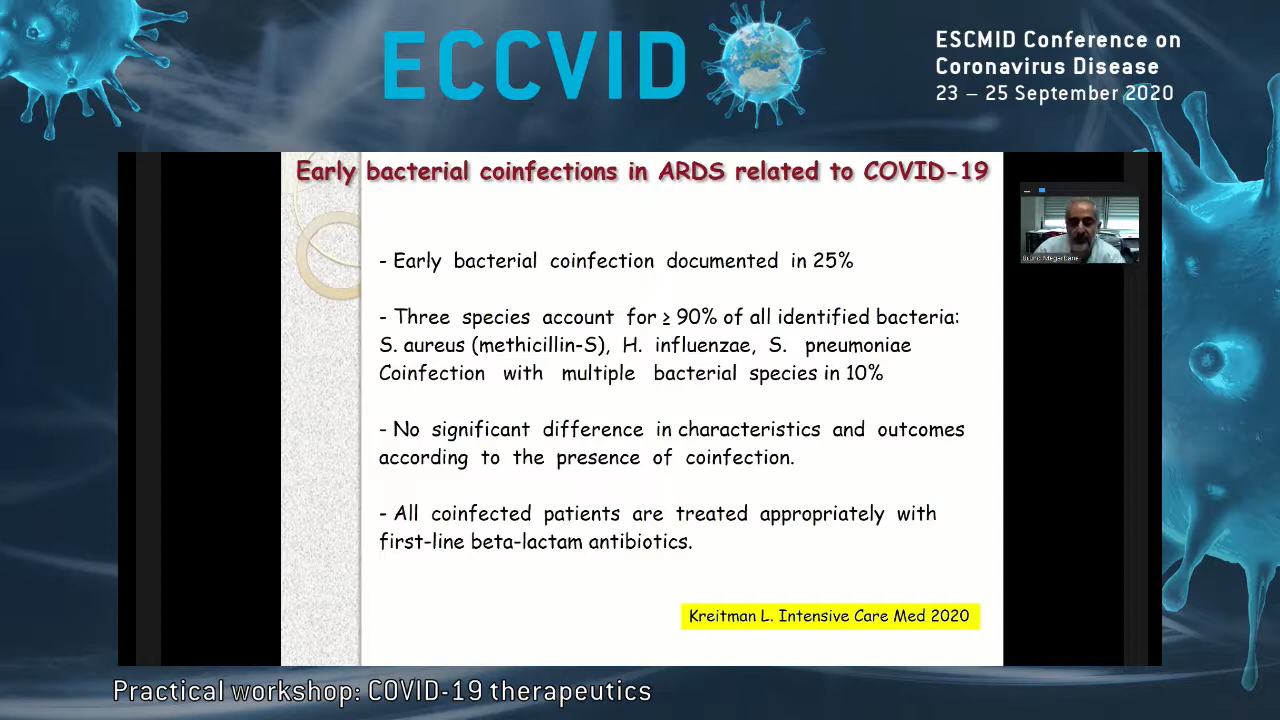 ECCVID
ESCMID Conference on
Coronavirus Disease
23 – 25 September 2020
Early bacterial coinfections in ARDS related to COVID-19
- Early bacterial coinfection documented in 25%
- Three species account for ≥ 90% of all identified bacteria:
S. aureus (methicillin-S), H. influenzae, S. pneumoniae
Coinfection with multiple bacterial species in 10%
- No significant difference in characteristics and outcomes
according to the presence of coinfection.
- All coinfected patients are treated appropriately with
first-line beta-lactam antibiotics.
Kreitman L. Intensive Care Med 2020
Bruno Megarbane
Practical workshop: COVID-19 therapeutics